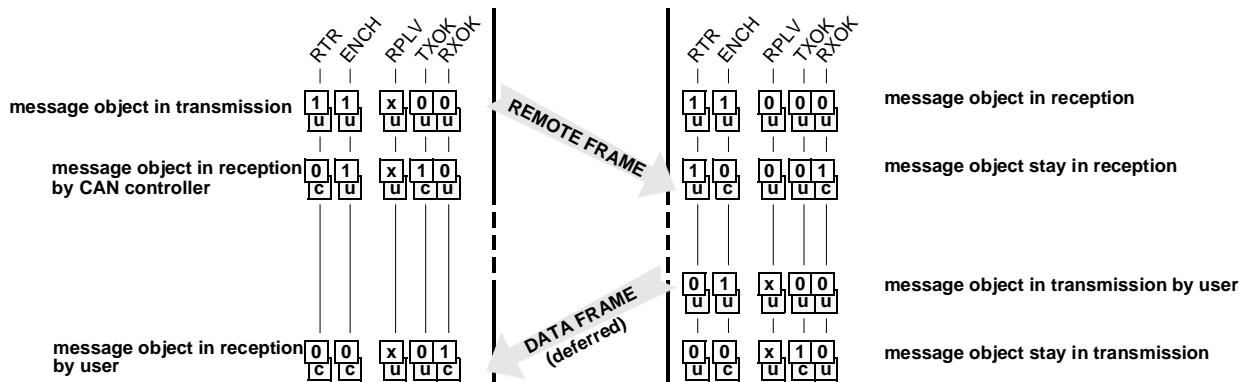 RTR ENCH RPLV TXOK RXOK
RTR ENCH RPLV TXOK RXOK
message object in transmission
1 1 x 0 0
u u u u u
REMOTE FRAME
1 1 0 0 0
u u u u u
message object in reception
message object in reception
by CAN controller
0 1 x 1 0
c u u c u
1 0 0 0 1
u c u u c
message object stay in reception
0 1 x 0 0
u u u u u
message object in transmission by user
DATA FRAME
(deferred)
message object in reception
by user
0 0 x 0 1
c c u u c
0 0 x 1 0
u c u c u
message object stay in transmission